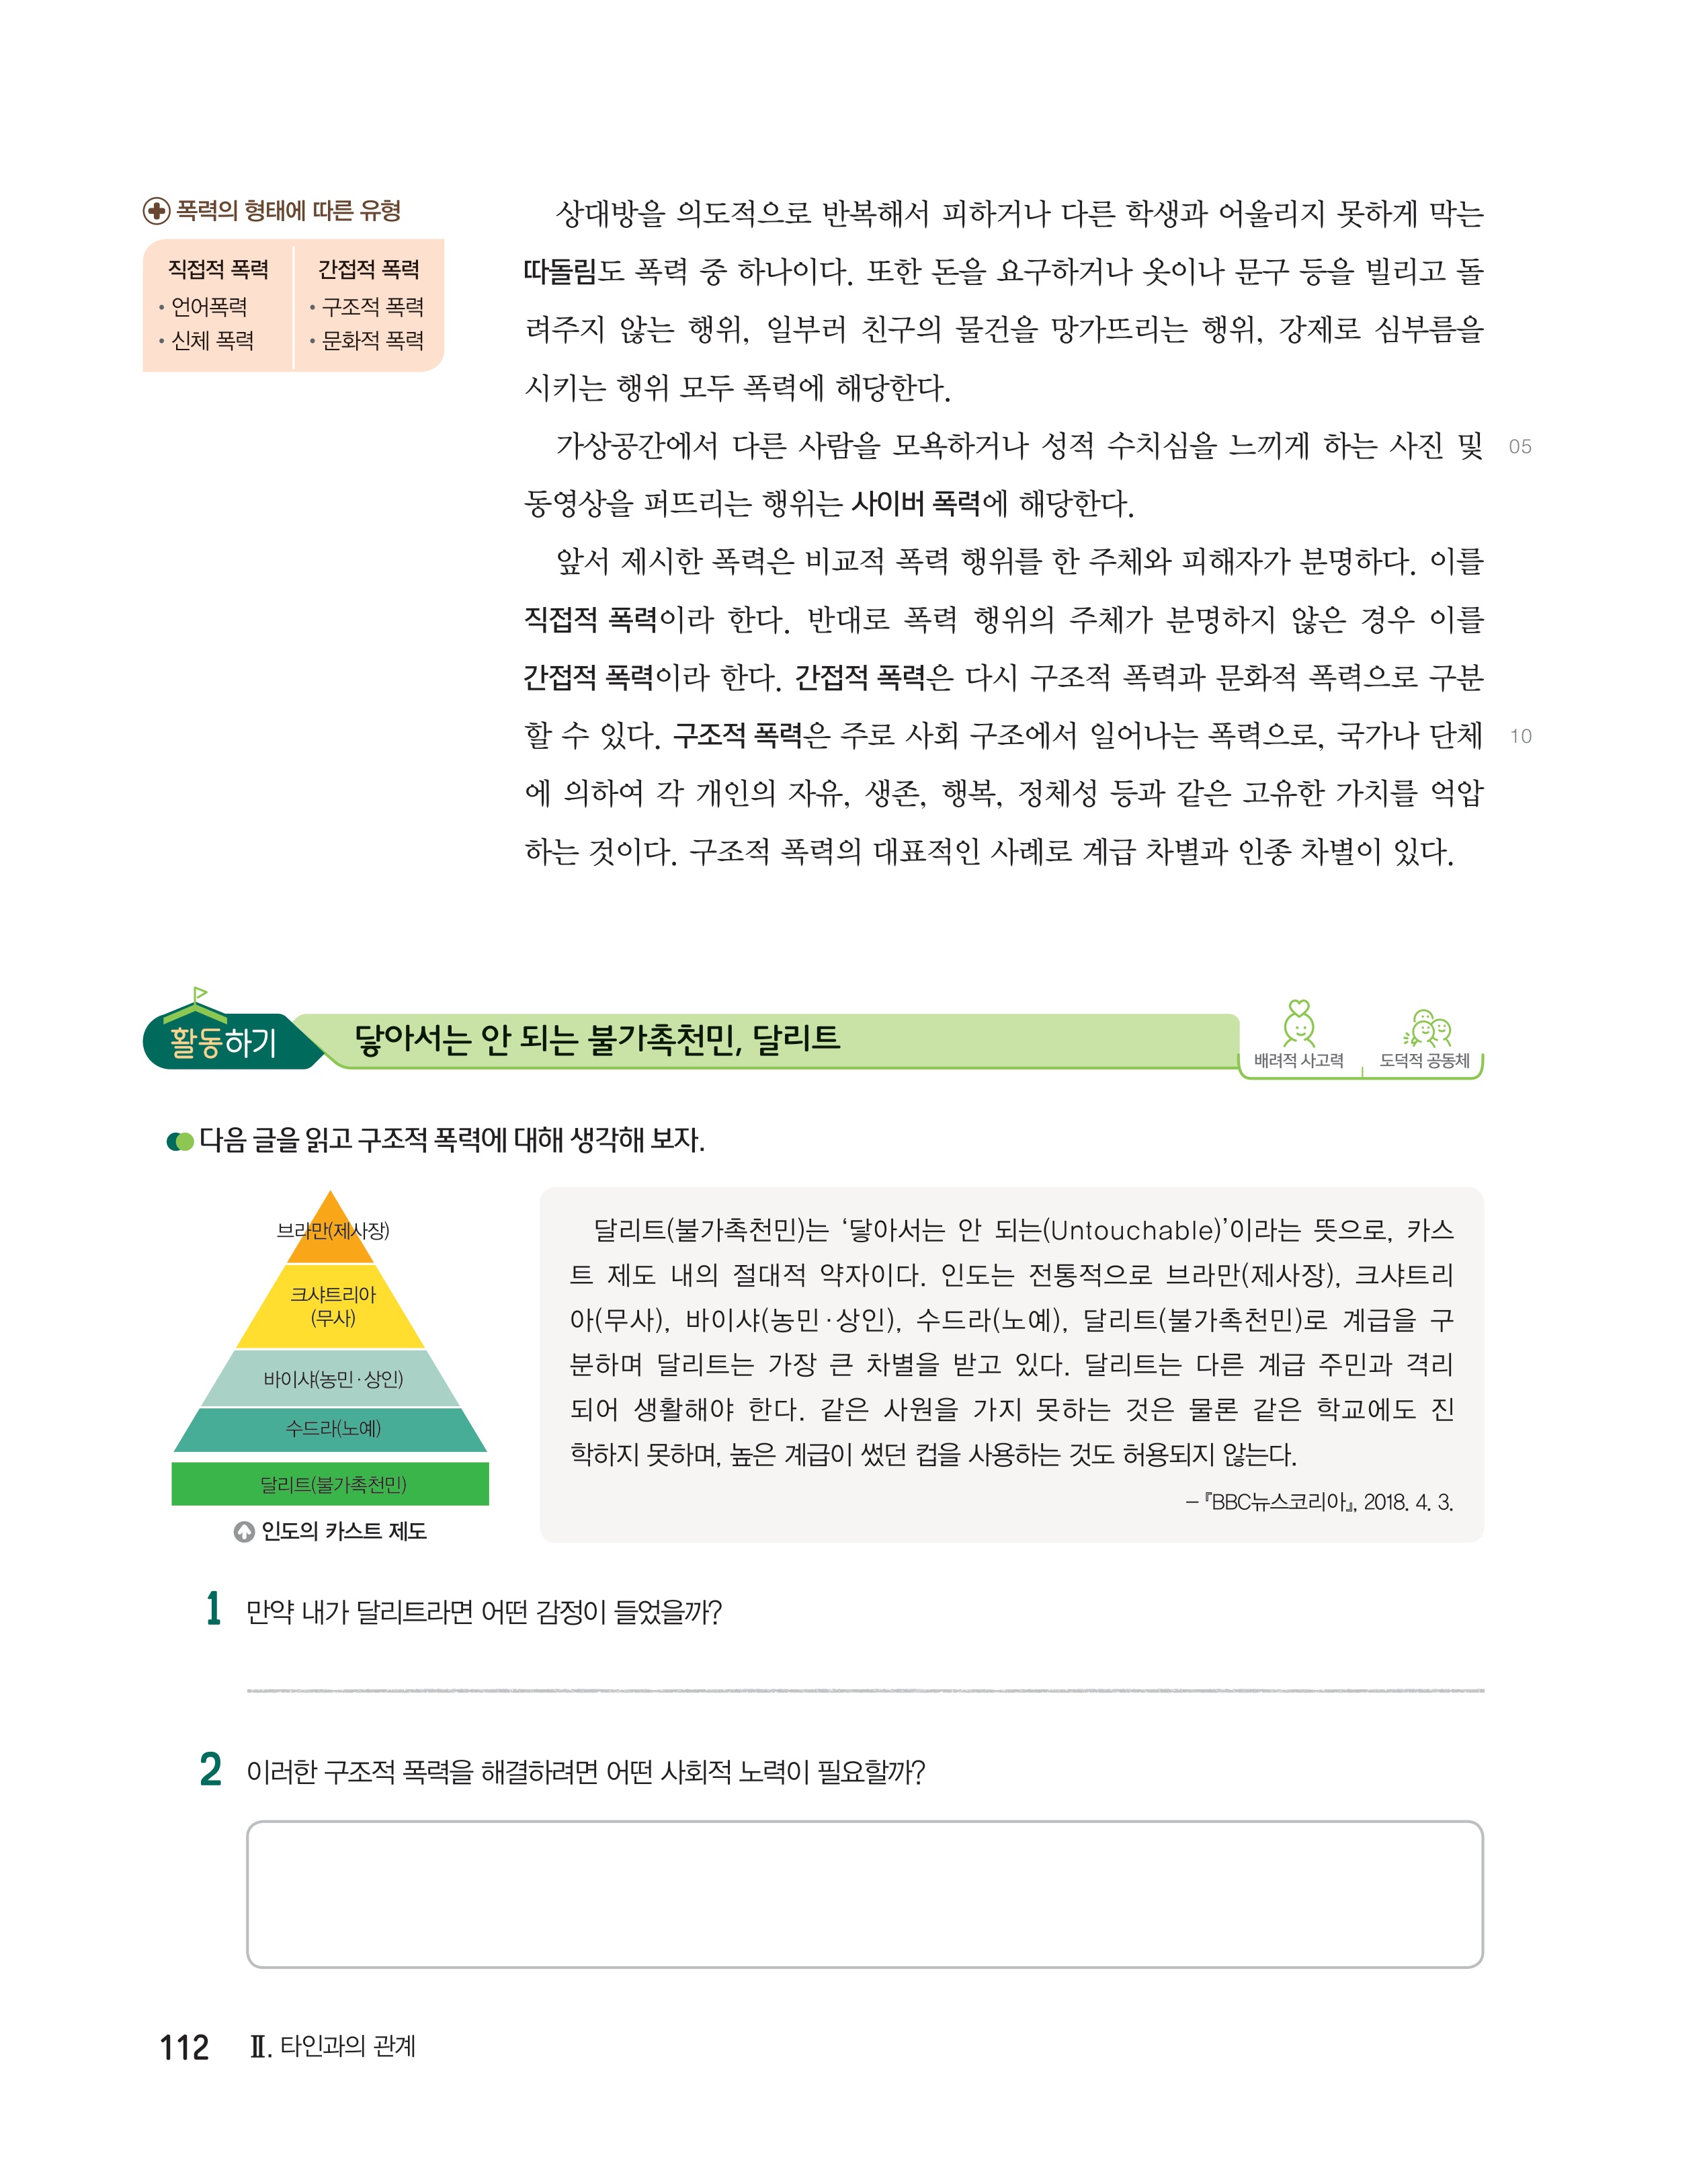 폭력의 형태에 따른 유형
직접적 폭력
• 언어폭력
• 신체 폭력
간접적 폭력
• 구조적 폭력
• 문화적 폭력
상대방을 의도적으로 반복해서 피하거나 다른 학생과 어울리지 못하게 막는
따돌림도 폭력 중 하나이다. 또한 돈을 요구하거나 옷이나 문구 등을 빌리고 돌
려주지 않는 행위, 일부러 친구의 물건을 망가뜨리는 행위, 강제로 심부름을
시키는 행위 모두 폭력에 해당한다.
가상공간에서 다른 사람을 모욕하거나 성적 수치심을 느끼게 하는 사진 및 05
동영상을 퍼뜨리는 행위는 사이버 폭력에 해당한다.
앞서 제시한 폭력은 비교적 폭력 행위를 한 주체와 피해자가 분명하다. 이를
직접적 폭력이라 한다. 반대로 폭력 행위의 주체가 분명하지 않은 경우 이를
간접적 폭력이라 한다. 간접적 폭력은 다시 구조적 폭력과 문화적 폭력으로 구분
할 수 있다. 구조적 폭력은 주로 사회 구조에서 일어나는 폭력으로, 국가나 단체 10
에 의하여 각 개인의 자유, 생존, 행복, 정체성 등과 같은 고유한 가치를 억압
하는 것이다. 구조적 폭력의 대표적인 사례로 계급 차별과 인종 차별이 있다.
활동하기
닿아서는 안 되는 불가촉천민, 달리트
배려적 사고력
도덕적 공동체
다음 글을 읽고 구조적 폭력에 대해 생각해 보자.
브라만(제사장)
크샤트리아
(무사)
바이샤(농민·상인)
수드라(노예)
달리트(불가촉천민)
인도의 카스트 제도
달리트(불가촉천민)는 ‘닿아서는 안 되는(Untouchable)’이라는 뜻으로, 카스
트 제도 내의 절대적 약자이다. 인도는 전통적으로 브라만(제사장), 크샤트리
아(무사), 바이샤(농민·상인), 수드라(노예), 달리트(불가촉천민)로 계급을 구
분하며 달리트는 가장 큰 차별을 받고 있다. 달리트는 다른 계급 주민과 격리
되어 생활해야 한다. 같은 사원을 가지 못하는 것은 물론 같은 학교에도 진
학하지 못하며, 높은 계급이 썼던 컵을 사용하는 것도 허용되지 않는다.
– 『BBC뉴스코리아』, 2018. 4. 3.
1 만약 내가 달리트라면 어떤 감정이 들었을까?
2 이러한 구조적 폭력을 해결하려면 어떤 사회적 노력이 필요할까?
112 Ⅱ. 타인과의 관계